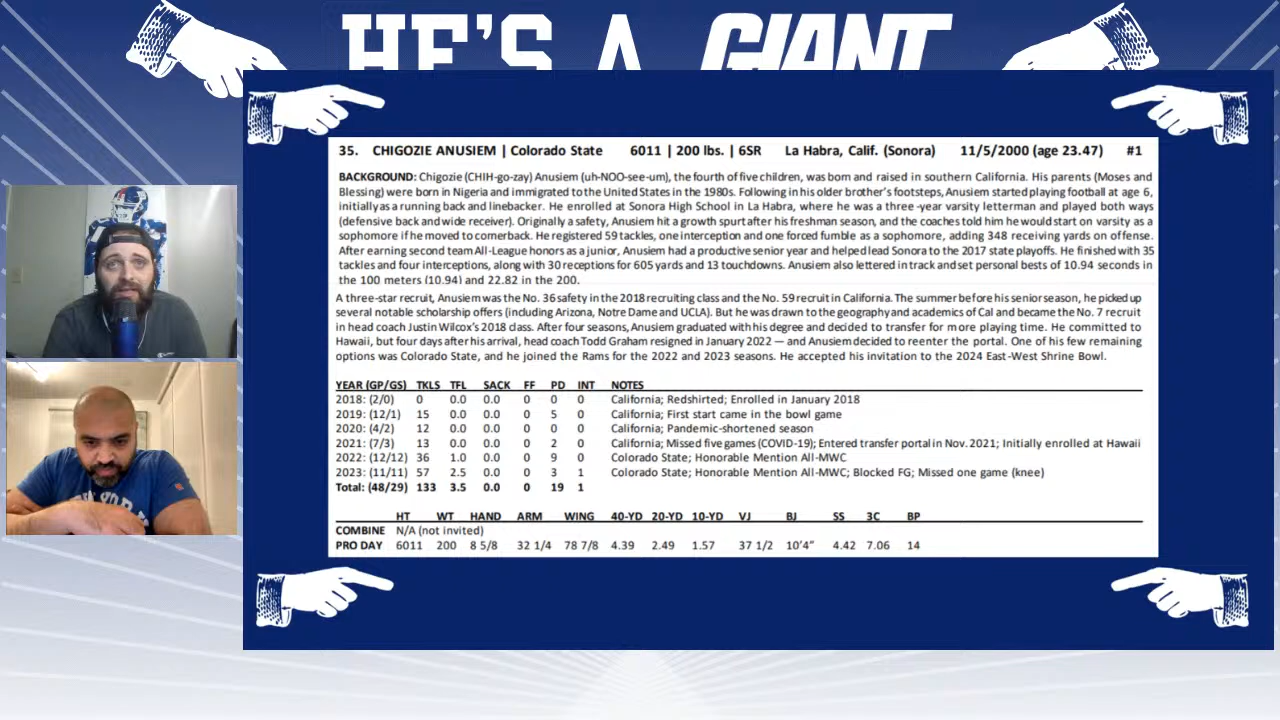 HE'S A GIANT
35. CHIGOZIE ANUSIEM | Colorado State 6011 | 200 lbs. | 6SR La Habra, Calif. (Sonora) 11/5/2000 (age 23.47) #1
BACKGROUND: Chigozie (CHIH-go-zay) Anusiem (uh-NOO-see-um), the fourth of five children, was born and raised in southern California. His parents (Moses and
Blessing) were born in Nigeria and immigrated to the United States in the 1980s. Following in his older brother's footsteps, Anusiem started playing football at age 6,
initially as a running back and linebacker. He enrolled at Sonora High School in La Habra, where he was a three-year varsity letterman and played both ways
(defensive back and wide receiver). Originally a safety, Anusiem hit a growth spurt after his freshman season, and the coaches told him he would start on varsity as a
sophomore if he moved to cornerback. He registered 59 tackles, one interception and one forced fumble as a sophomore, adding 348 receiving yards on offense.
After earning second team All-League honors as a junior, Anusiem had a productive senior year and helped lead Sonora to the 2017 state playoffs. He finished with 35
tackles and four interceptions, along with 30 receptions for 605 yards and 13 touchdowns. Anusiem also lettered in track and set personal bests of 10.94 seconds in
the 100 meters (10.94) and 22.82 in the 200.
A three-star recruit, Anusiem was the No. 36 safety in the 2018 recruiting class and the No. 59 recruit in California. The summer before his senior season, he picked up
several notable scholarship offers (including Arizona, Notre Dame and UCLA). But he was drawn to the geography and academics of Cal and became the No. 7 recruit
in head coach Justin Wilcox's 2018 class. After four seasons, Anusiem graduated with his degree and decided to transfer for more playing time. He committed to
Hawaii, but four days after his arrival, head coach Todd Graham resigned in January 2022 — and Anusiem decided to reenter the portal. One of his few remaining
options was Colorado State, and he joined the Rams for the 2022 and 2023 seasons. He accepted his invitation to the 2024 East-West Shrine Bowl.
YEAR (GP/GS) TKLS TFL SACK FF PD INT NOTES
2018: (2/0) 0 0.0 0.0 0 0 0 California; Redshirted; Enrolled in January 2018
2019: (12/1) 15 0.0 0.0 0 5 0 California; First start came in the bowl game
2020: (4/2) 12 0.0 0.0 0 0 0 California; Pandemic-shortened season
2021: (7/3) 13 0.0 0.0 0 2 0 California; Missed five games (COVID-19); Entered transfer portal in Nov. 2021; Initially enrolled at Hawaii
2022: (12/12) 36 1.0 0.0 0 9 0 Colorado State; Honorable Mention All-MWC
2023: (11/11) 57 2.5 0.0 0 3 1 Colorado State; Honorable Mention All-MWC; Blocked FG; Missed one game (knee)
Total: (48/29) 133 3.5 0.0 0 19 1
HT WT HAND ARM WING 40-YD 20-YD 10-YD VJ BJ SS 3C BP
COMBINE N/A (not invited)
PRO DAY 6011 200 8 5/8 32 1/4 78 7/8 4.39 2.49 1.57 37 1/2 10'4" 4.42 7.06 14